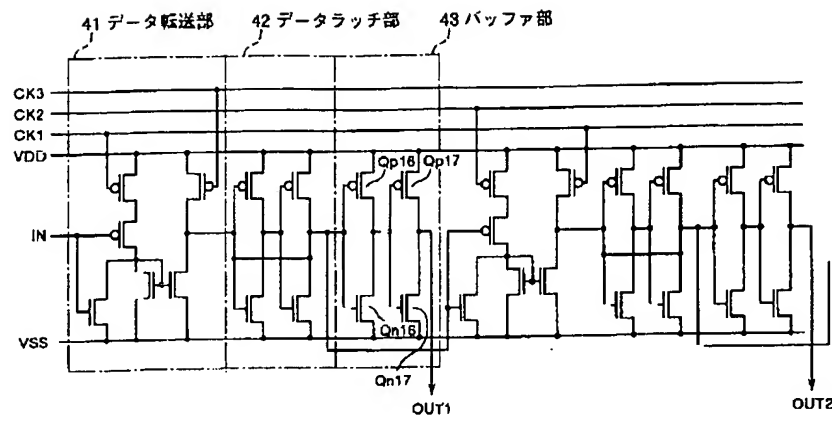 41 データ転送部
42 データラッチ部
43 バッファ部
CK3
CK2
CK1
VDD
Qp16
Qp17
IN
Qn16
VSS
Qn17
OUT1
OUT2